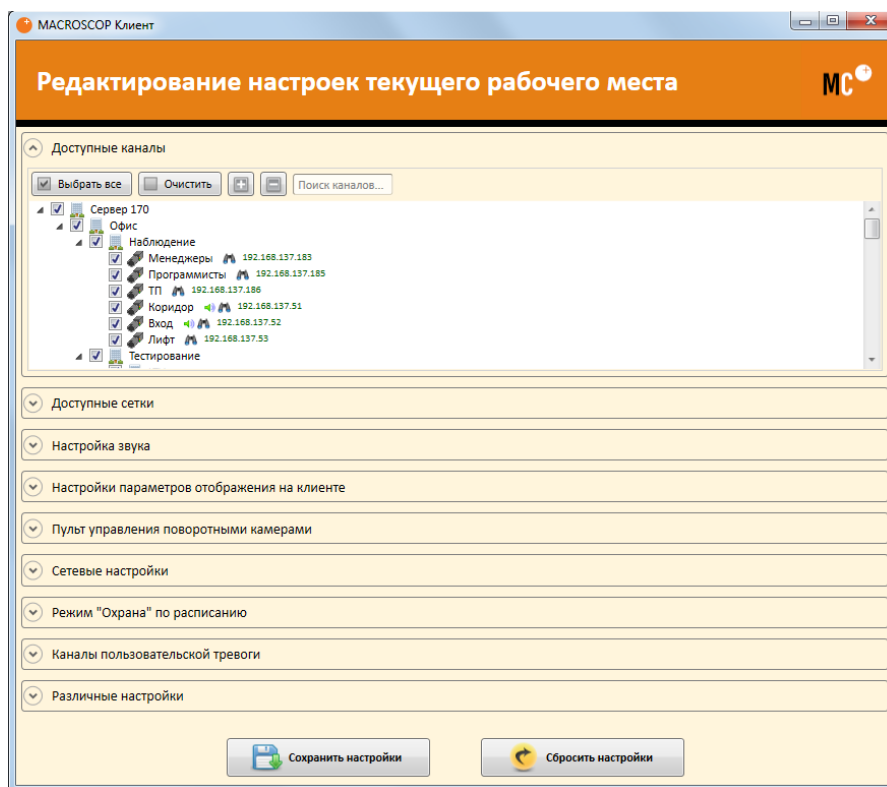 MACROSCOP Клиент
Редактирование настроек текущего рабочего места
MC
Доступные каналы
Выбрать все Очистить Поиск каналов...
Сервер 170
Офис
Наблюдение
Менеджеры 192.168.137.183
Программисты 192.168.137.185
ТП 192.168.137.186
Коридор 192.168.137.51
Вход 192.168.137.52
Лифт 192.168.137.53
Тестирование
Доступные сетки
Настройка звука
Настройки параметров отображения на клиенте
Пульт управления поворотными камерами
Сетевые настройки
Режим "Охрана" по расписанию
Каналы пользовательской тревоги
Различные настройки
Сохранить настройки Сбросить настройки